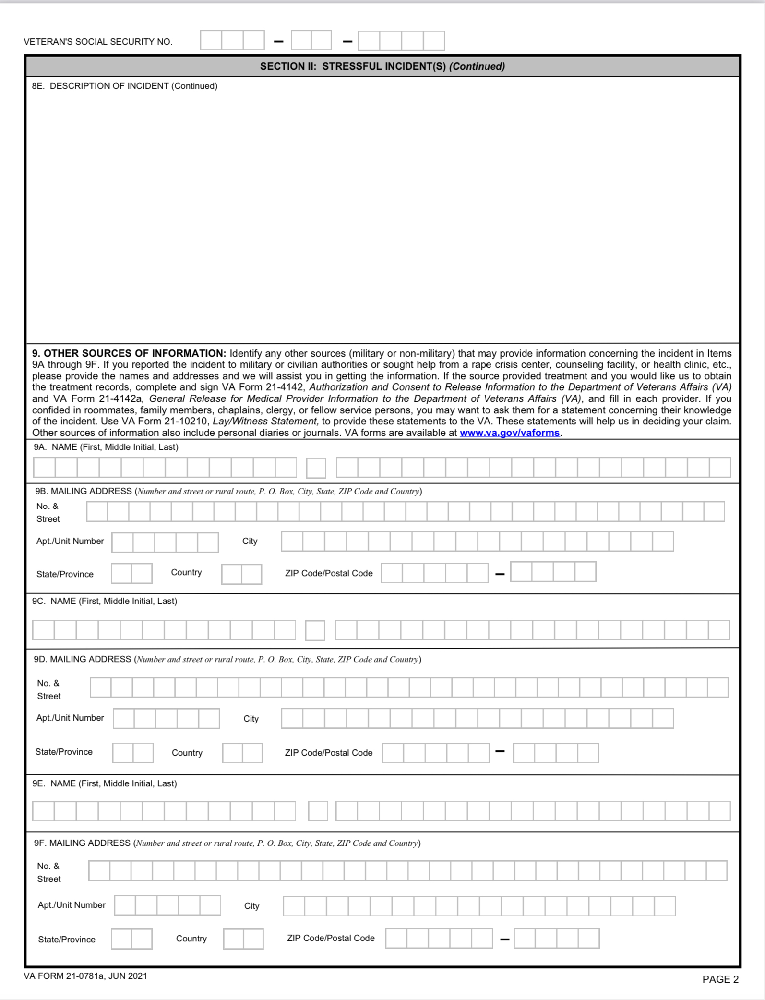 VETERAN'S SOCIAL SECURITY NO. – –
SECTION II: STRESSFUL INCIDENT(S) (Continued)
8E. DESCRIPTION OF INCIDENT (Continued)
9. OTHER SOURCES OF INFORMATION: Identify any other sources (military or non-military) that may provide information concerning the incident in Items
9A through 9F. If you reported the incident to military or civilian authorities or sought help from a rape crisis center, counseling facility, or health clinic, etc.,
please provide the names and addresses and we will assist you in getting the information. If the source provided treatment and you would like us to obtain
the treatment records, complete and sign VA Form 21-4142, Authorization and Consent to Release Information to the Department of Veterans Affairs (VA)
and VA Form 21-4142a, General Release for Medical Provider Information to the Department of Veterans Affairs (VA), and fill in each provider. If you
confided in roommates, family members, chaplains, clergy, or fellow service persons, you may want to ask them for a statement concerning their knowledge
of the incident. Use VA Form 21-10210, Lay/Witness Statement, to provide these statements to the VA. These statements will help us in deciding your claim.
Other sources of information also include personal diaries or journals. VA forms are available at www.va.gov/vaforms.
9A. NAME (First, Middle Initial, Last)
9B. MAILING ADDRESS (Number and street or rural route, P. O. Box, City, State, ZIP Code and Country)
No. &
Street
Apt./Unit Number City
State/Province Country ZIP Code/Postal Code –
9C. NAME (First, Middle Initial, Last)
9D. MAILING ADDRESS (Number and street or rural route, P. O. Box, City, State, ZIP Code and Country)
No. &
Street
Apt./Unit Number City
State/Province Country ZIP Code/Postal Code –
9E. NAME (First, Middle Initial, Last)
9F. MAILING ADDRESS (Number and street or rural route, P. O. Box, City, State, ZIP Code and Country)
No. &
Street
Apt./Unit Number City
State/Province Country ZIP Code/Postal Code –
VA FORM 21-0781a, JUN 2021
PAGE 2